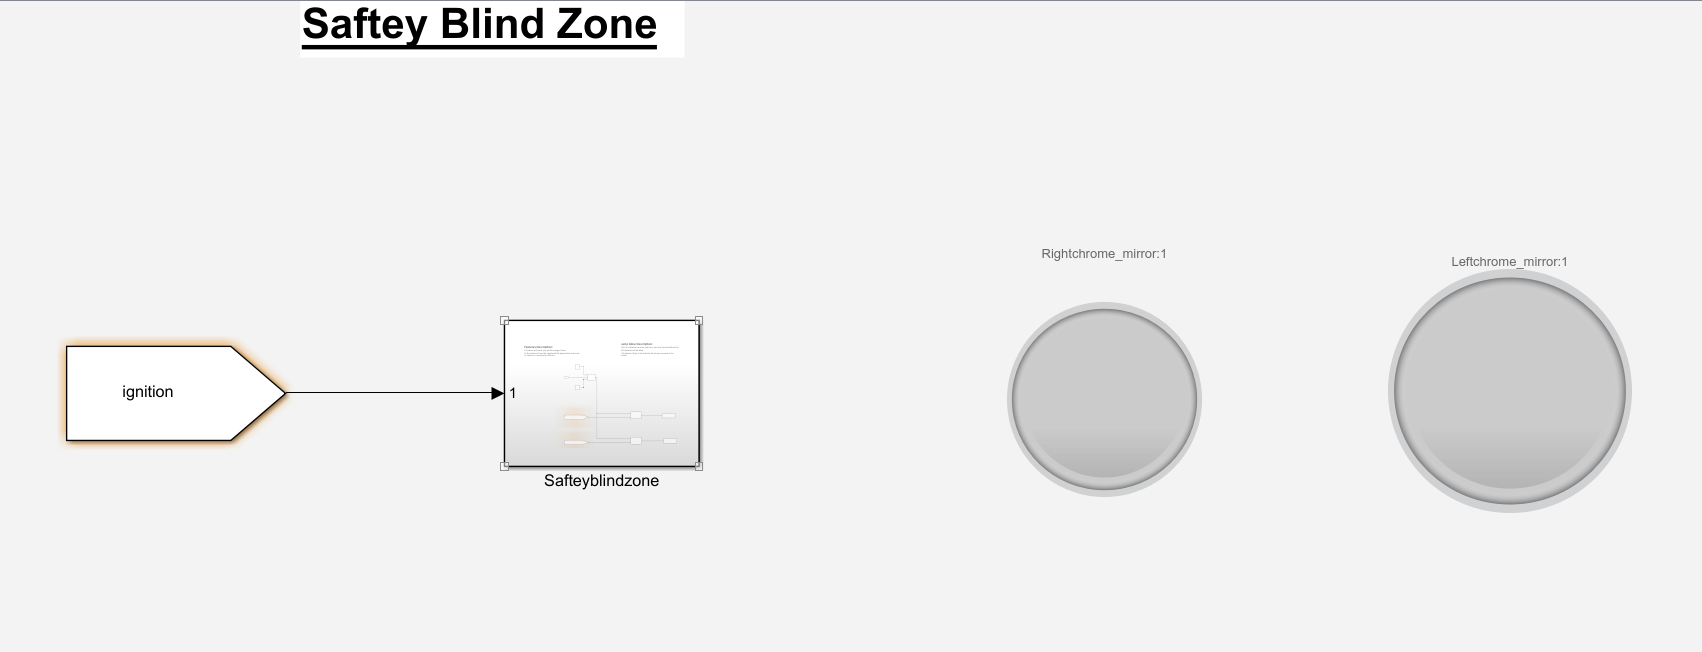 Saftey Blind Zone
Rightchrome_mirror:1
Leftchrome_mirror:1
ignition
1
Safteyblindzone